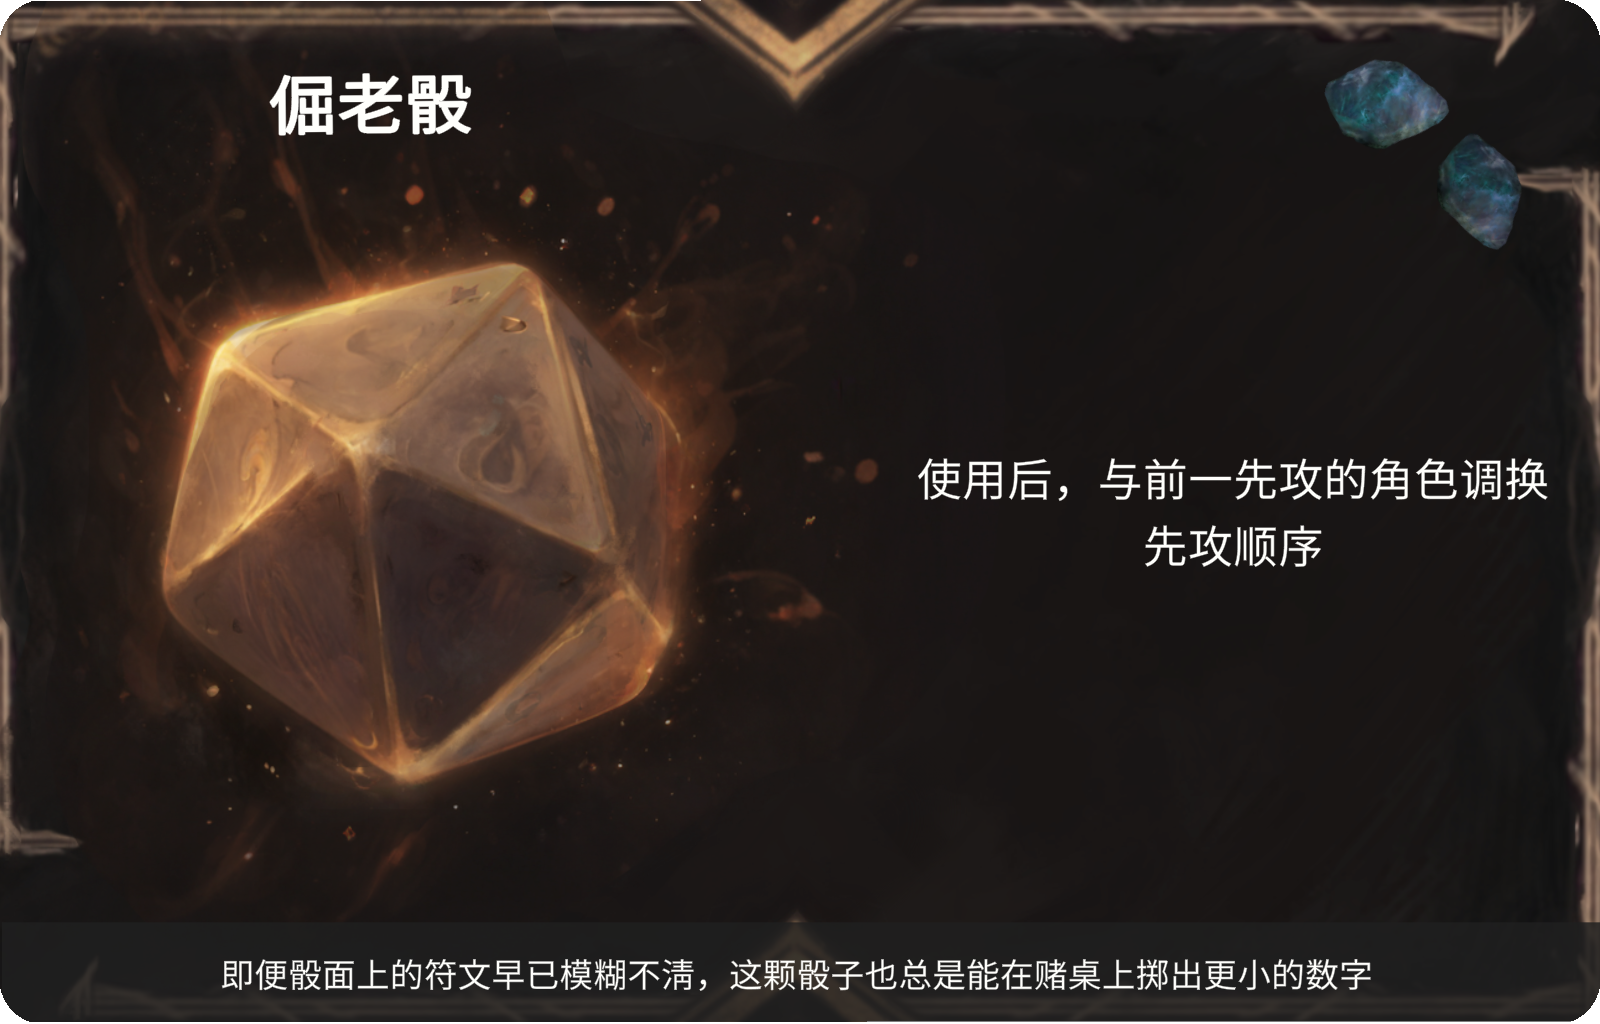 倔老骰
使用后，与前一先攻的角色调换
先攻顺序
即便骰面上的符文早已模糊不清，这颗骰子也总是能在赌桌上掷出更小的数字